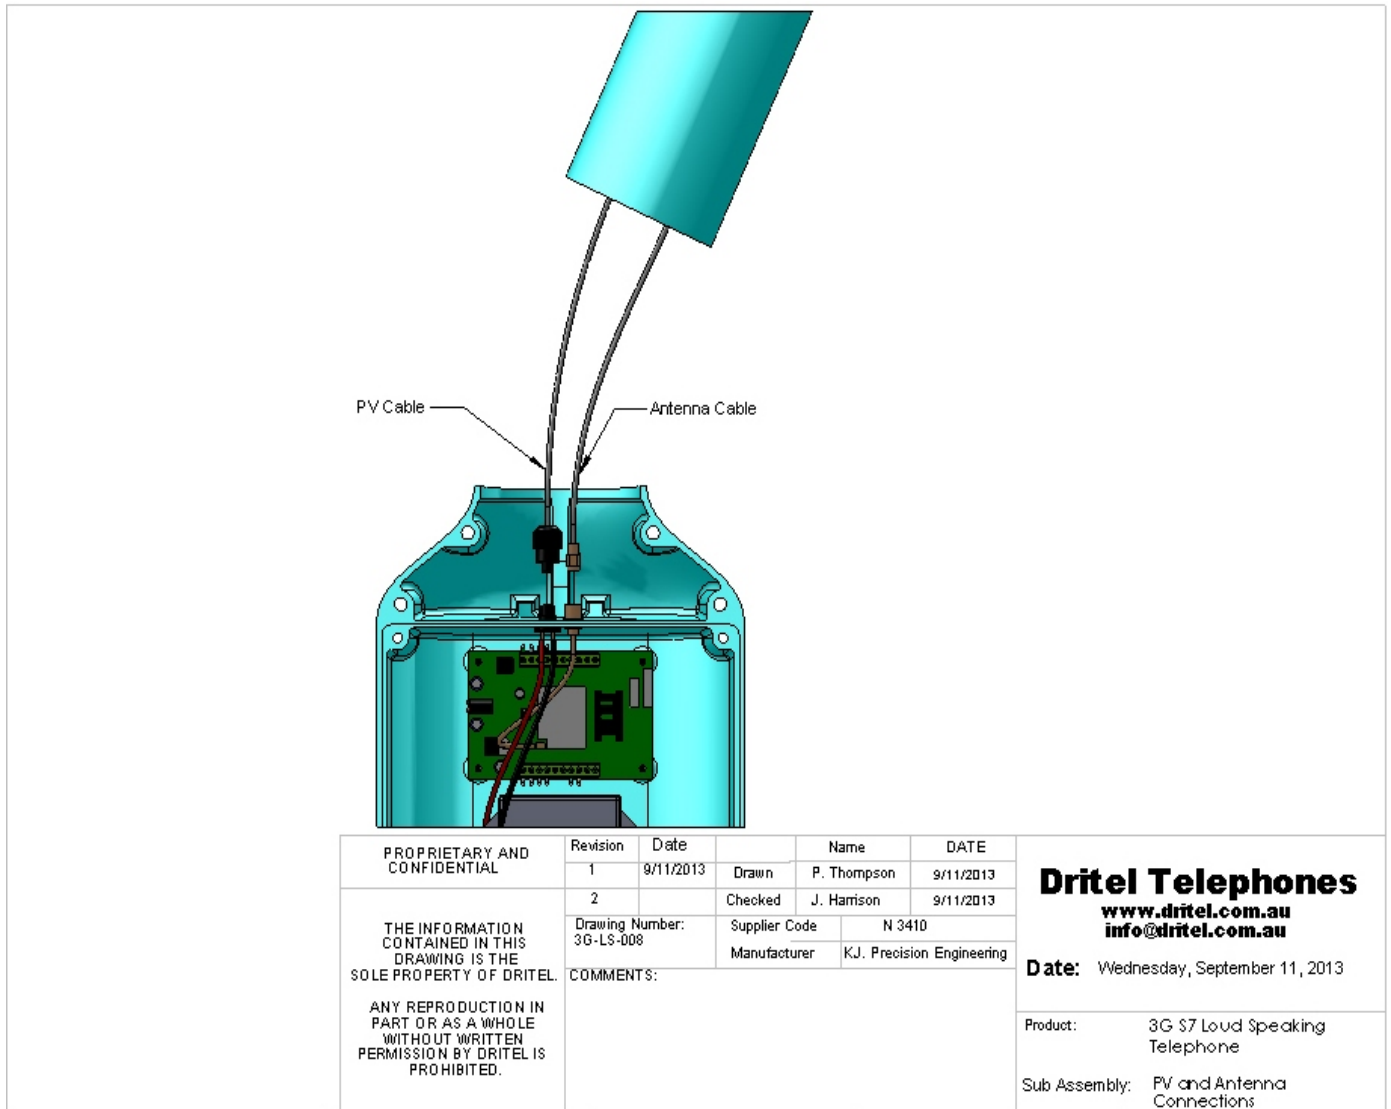 PV Cable
Antenna Cable
PROPRIETARY AND
CONFIDENTIAL
THE INFORMATION
CONTAINED IN THIS
DRAWING IS THE
SOLE PROPERTY OF DRITEL.
ANY REPRODUCTION IN
PART OR AS A WHOLE
WITHOUT WRITTEN
PERMISSION BY DRITEL IS
PROHIBITED.
Revision Date Name DATE
1 9/11/2013 Drawn P. Thompson 9/11/2013
2 Checked J. Harrison 9/11/2013
Drawing Number:
3G-LS-008
Supplier Code N 3410
Manufacturer KJ. Precision Engineering
COMMENTS:
Dritel Telephones
www.dritel.com.au
info@dritel.com.au
Date: Wednesday, September 11, 2013
Product: 3G S7 Loud Speaking
Telephone
Sub Assembly: PV and Antenna
Connections